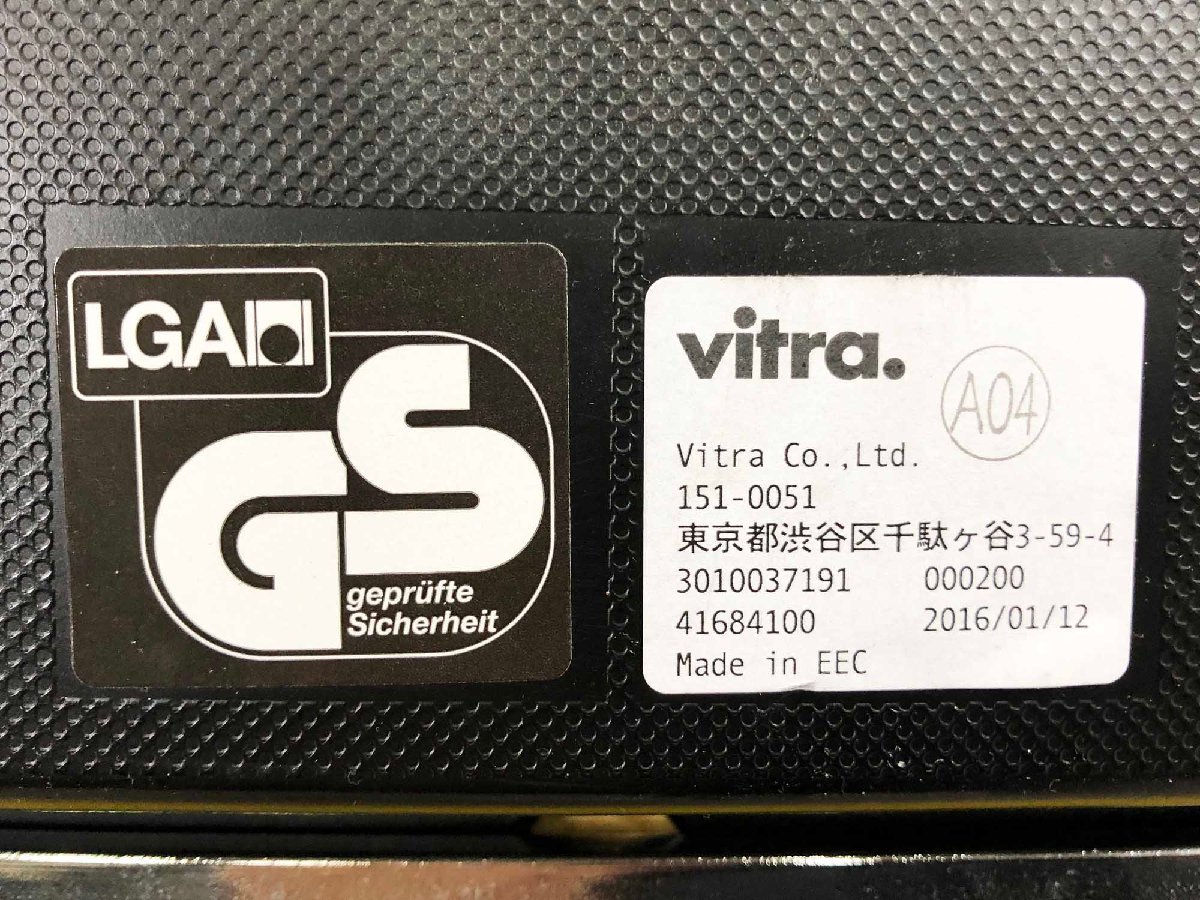 LGA
GS
geprüfte
Sicherheit
vitra.
A04
Vitra Co.,Ltd.
151-0051
東京都渋谷区千駄ヶ谷3-59-4
3010037191 000200
41684100 2016/01/12
Made in EEC